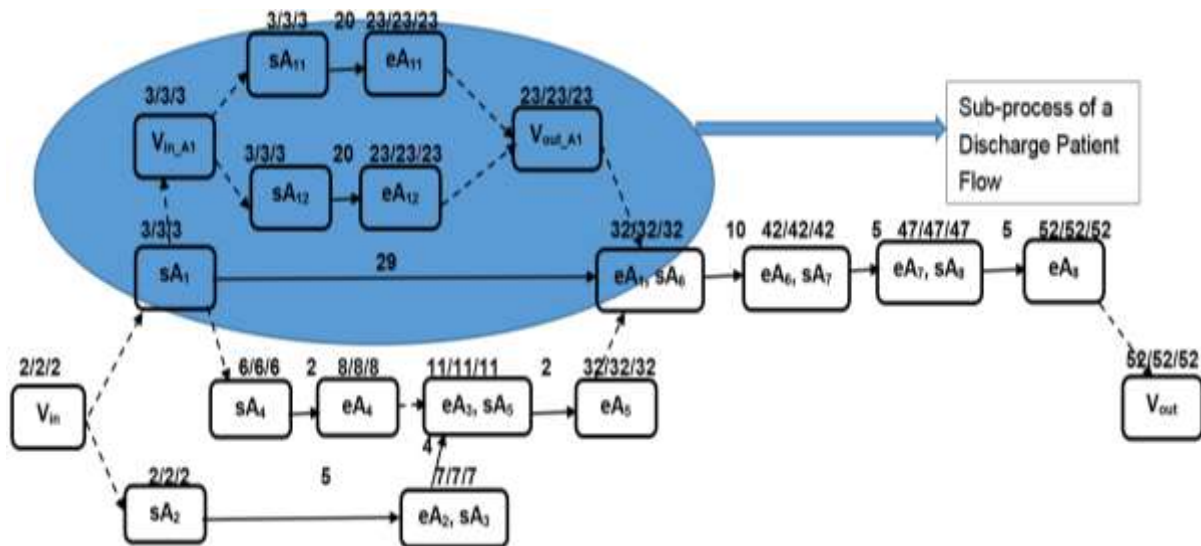 3/3/3 20 23/23/23
sA11 eA11
3/3/3 23/23/23
Vin_A1 Vout_A1
3/3/3 20 23/23/23
sA12 eA12
Sub-process of a
Discharge Patient
Flow
3/3/3 29 32/32/32 10 42/42/42 5 47/47/47 5 52/52/52
sA1 eA1, sA6 eA6, sA7 eA7, sA8 eA8
2/2/2 6/6/6 2 8/8/8 11/11/11 2 32/32/32 52/52/52
Vin sA4 eA4 eA3, sA5 eA5 Vout
4
2/2/2 5 7/7/7
sA2 eA2, sA3